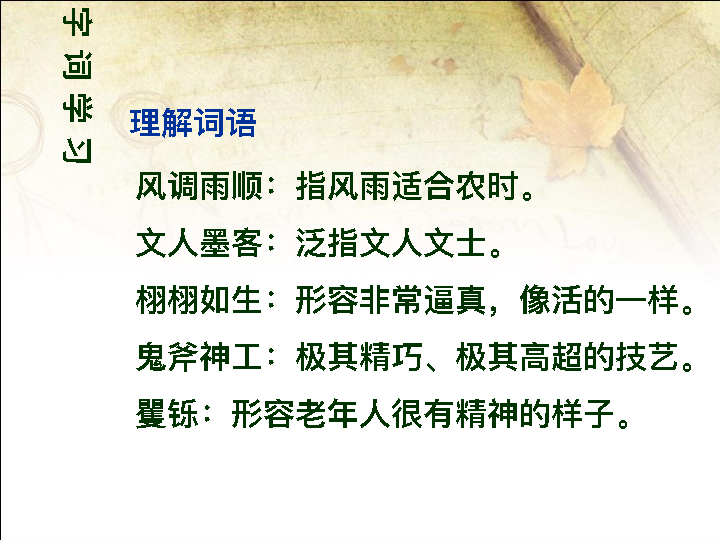 字词学习
理解词语
风调雨顺：指风雨适合农时。
文人墨客：泛指文人文士。
栩栩如生：形容非常逼真，像活的一样。
鬼斧神工：极其精巧、极其高超的技艺。
矍铄：形容老年人很有精神的样子。